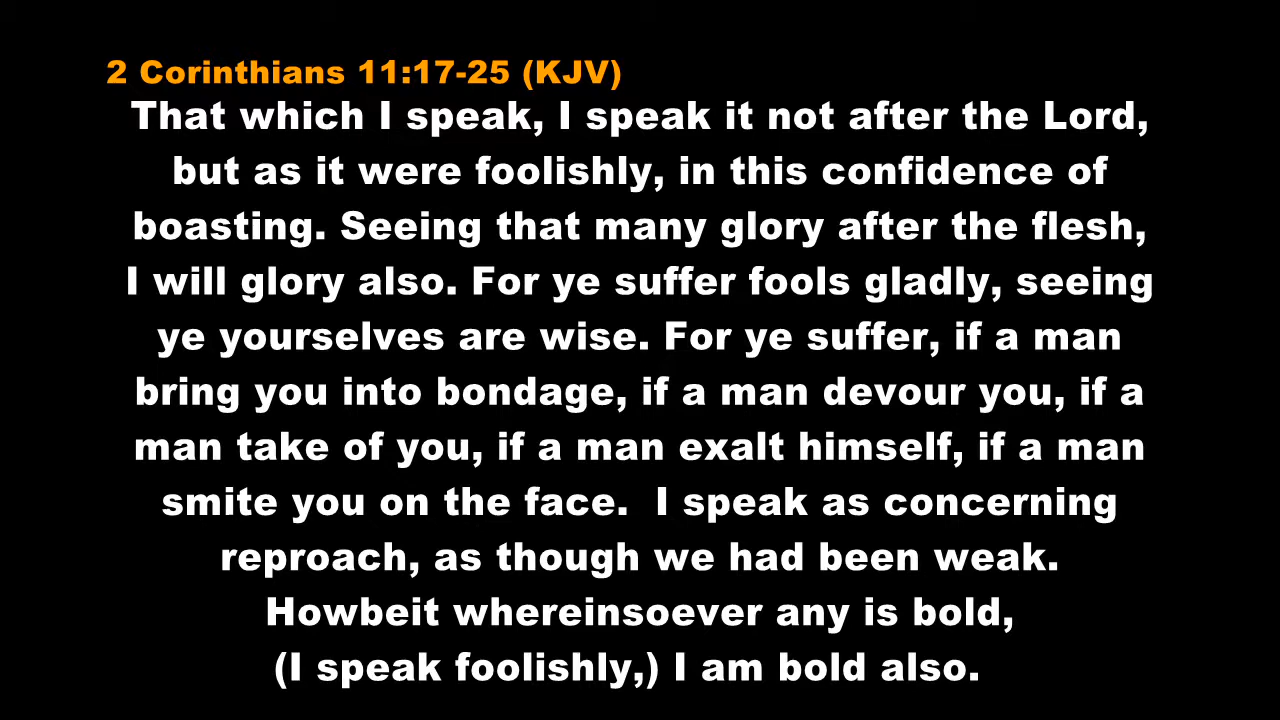 2 Corinthians 11:17-25 (KJV)
That which I speak, I speak it not after the Lord,
but as it were foolishly, in this confidence of
boasting. Seeing that many glory after the flesh,
I will glory also. For ye suffer fools gladly, seeing
ye yourselves are wise. For ye suffer, if a man
bring you into bondage, if a man devour you, if a
man take of you, if a man exalt himself, if a man
smite you on the face.  I speak as concerning
reproach, as though we had been weak.
Howbeit whereinsoever any is bold,
(I speak foolishly,) I am bold also.